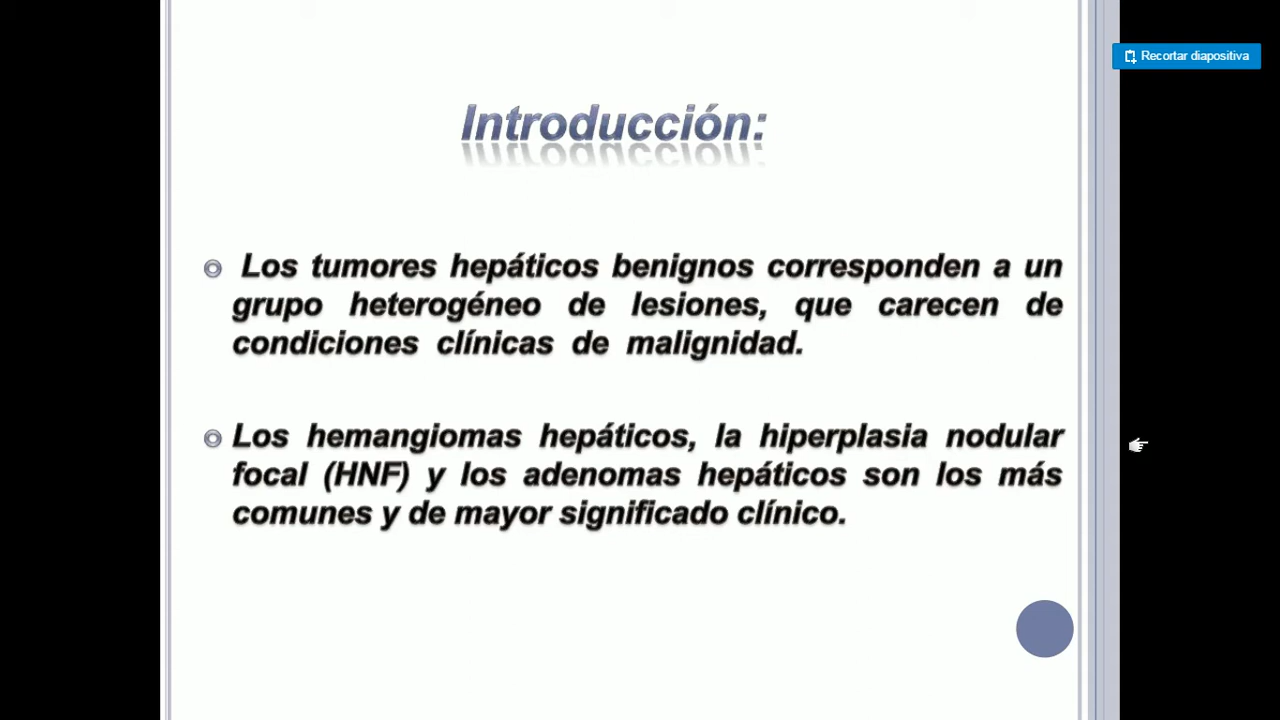 Recortar diapositiva
Introducción:
Los tumores hepáticos benignos corresponden a un
grupo heterogéneo de lesiones, que carecen de
condiciones clínicas de malignidad.
Los hemangiomas hepáticos, la hiperplasia nodular
focal (HNF) y los adenomas hepáticos son los más
comunes y de mayor significado clínico.